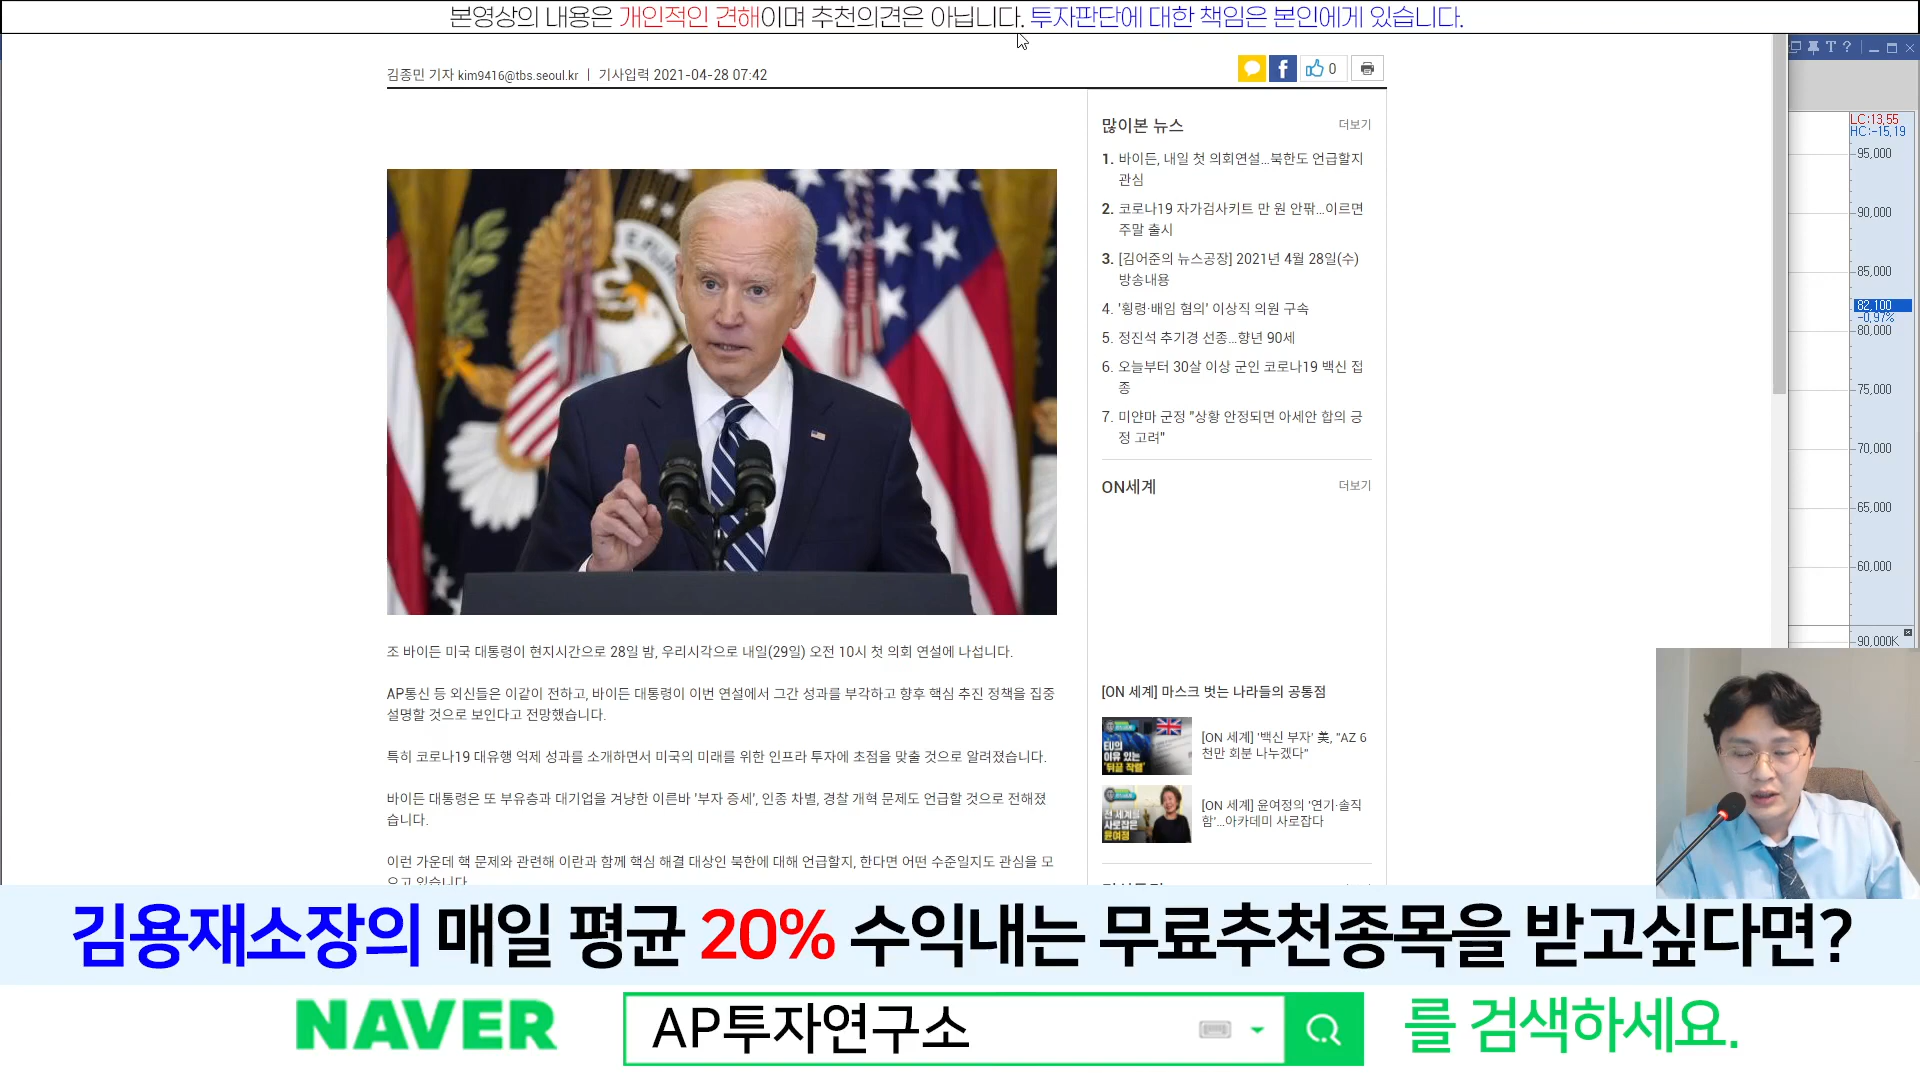 본영상의 내용은 개인적인 견해이며 추천의견은 아닙니다. 투자판단에 대한 책임은 본인에게 있습니다.
김종민 기자 kim9416@tbs.seoul.kr | 기사입력 2021-04-28 07:42
0
T ?
조 바이든 미국 대통령이 현지시간으로 28일 밤, 우리시각으로 내일(29일) 오전 10시 첫 의회 연설에 나섭니다.
AP통신 등 외신들은 이같이 전하고, 바이든 대통령이 이번 연설에서 그간 성과를 부각하고 향후 핵심 추진 정책을 집중
설명할 것으로 보인다고 전망했습니다.
특히 코로나19 대유행 억제 성과를 소개하면서 미국의 미래를 위한 인프라 투자에 초점을 맞출 것으로 알려졌습니다.
바이든 대통령은 또 부유층과 대기업을 겨냥한 이른바 '부자 증세', 인종 차별, 경찰 개혁 문제도 언급할 것으로 전해졌
습니다.
이런 가운데 핵 문제와 관련해 이란과 함께 핵심 해결 대상인 북한에 대해 언급할지, 한다면 어떤 수준일지도 관심을 모
으고 있습니다
많이본 뉴스 더보기
1. 바이든, 내일 첫 의회연설...북한도 언급할지
관심
2. 코로나19 자가검사키트 만 원 안팎...이르면
주말 출시
3. [김어준의 뉴스공장] 2021년 4월 28일(수)
방송내용
4. '횡령·배임 혐의' 이상직 의원 구속
5. 정진석 추기경 선종...향년 90세
6. 오늘부터 30살 이상 군인 코로나19 백신 접
종
7. 미얀마 군정 "상황 안정되면 아세안 합의 긍
정 고려"
ON세계 더보기
[ON 세계] 마스크 벗는 나라들의 공통점
EU의
이유 있는
'뒤끝 작렬'
[ON 세계] '백신 부자' 美, "AZ 6
천만 회분 나누겠다"
전 세계를
사로잡은
윤여정
[ON 세계] 윤여정의 '연기·솔직
함'...아카데미 사로잡다
LC:13,55
HC:-15,19
95,000
90,000
85,000
82,100
-0,97%
80,000
75,000
70,000
65,000
60,000
90,000K
김용재소장의 매일 평균 20% 수익내는 무료추천종목을 받고싶다면?
NAVER AP투자연구소 를 검색하세요.